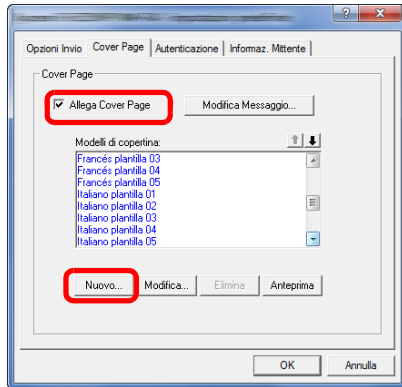 Opzioni Invio Cover Page Autenticazione Informaz. Mittente
Cover Page
Allega Cover Page Modifica Messaggio...
Modelli di copertina:
Francés plantilla 03
Francés plantilla 04
Francés plantilla 05
Italiano plantilla 01
Italiano plantilla 02
Italiano plantilla 03
Italiano plantilla 04
Italiano plantilla 05
Nuovo... Modifica... Elimina Anteprima
OK Annulla